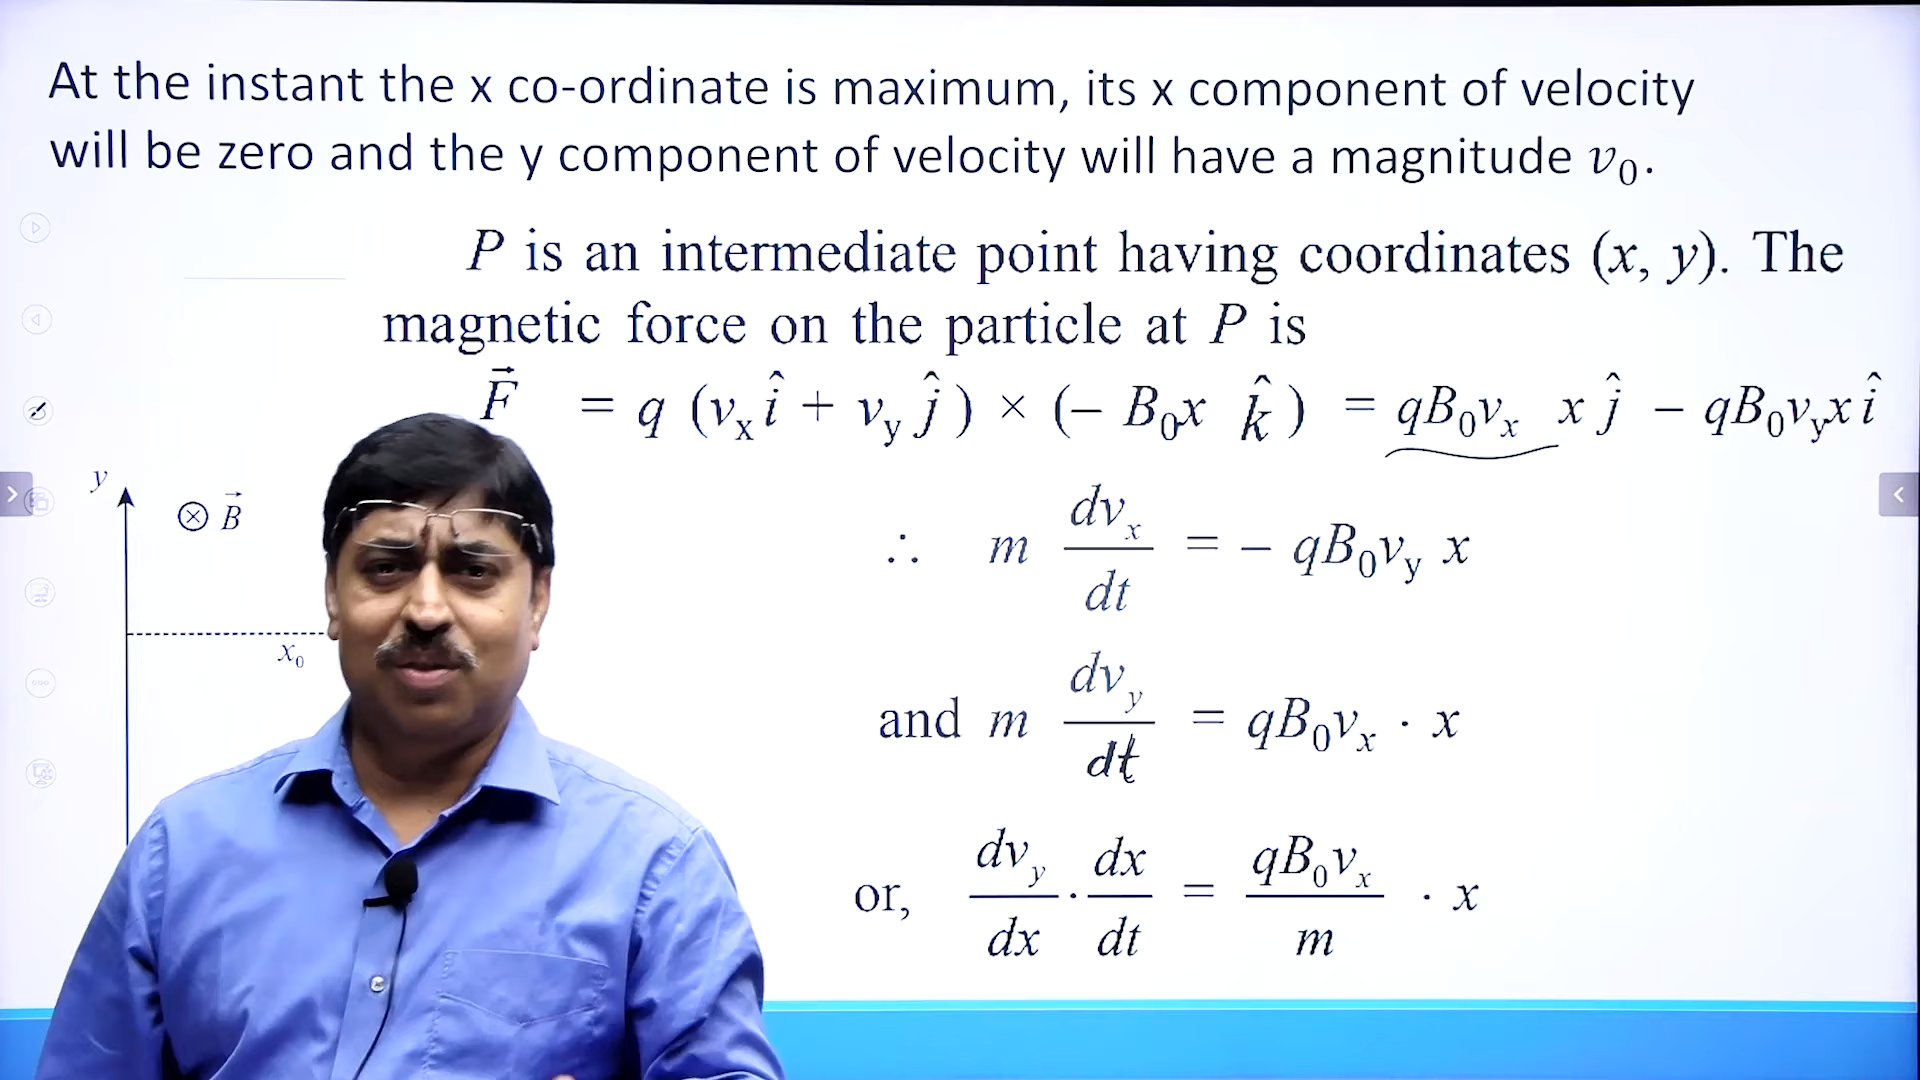 At the instant the x co-ordinate is maximum, its x component of velocity
will be zero and the y component of velocity will have a magnitude v₀.
P is an intermediate point having coordinates (x, y). The
magnetic force on the particle at P is
F⃗ = q (vₓ î + v_y ĵ) × (– B₀x k̂) = qB₀vₓ x ĵ – qB₀v_y x î
y
⊗ B⃗
∴ m dvₓ/dt = – qB₀v_y x
x₀
and m dv_y/dt = qB₀vₓ · x
or, dv_y/dx · dx/dt = qB₀vₓ/m · x